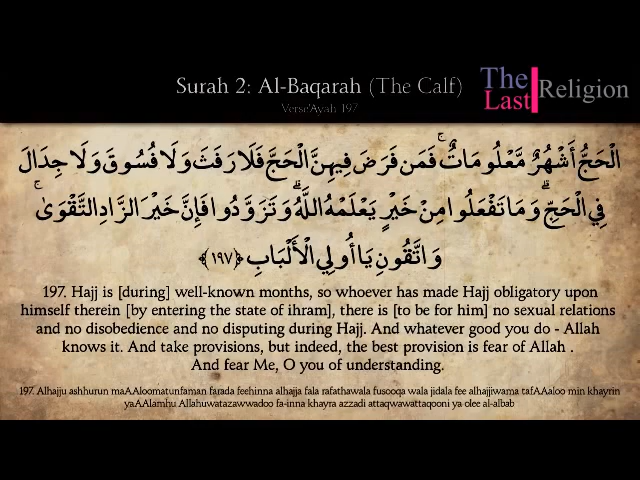 Surah 2: Al-Baqarah (The Calf)
The
Last
Religion
Verse'Ayah 197
الْحَجُّ أَشْهُرٌ مَّعْلُومَاتٌ ۚ فَمَن فَرَضَ فِيهِنَّ الْحَجَّ فَلَا رَفَثَ وَلَا فُسُوقَ وَلَا جِدَالَ
فِي الْحَجِّ ۗ وَمَا تَفْعَلُوا مِنْ خَيْرٍ يَعْلَمْهُ اللَّهُ ۗ وَتَزَوَّدُوا فَإِنَّ خَيْرَ الزَّادِ التَّقْوَىٰ ۚ
وَاتَّقُونِ يَا أُولِي الْأَلْبَابِ ﴿١٩٧﴾
197. Hajj is [during] well-known months, so whoever has made Hajj obligatory upon
himself therein [by entering the state of ihram], there is [to be for him] no sexual relations
and no disobedience and no disputing during Hajj. And whatever good you do - Allah
knows it. And take provisions, but indeed, the best provision is fear of Allah .
And fear Me, O you of understanding.
197. Alhajju ashhurun maAAloomatunfaman farada feehinna alhajja fala rafathawala fusooqa wala jidala fee alhajjiwama tafAAaloo min khayrin
yaAAlamhu Allahuwatazawwadoo fa-inna khayra azzadi attaqwawattaqooni ya olee al-albab